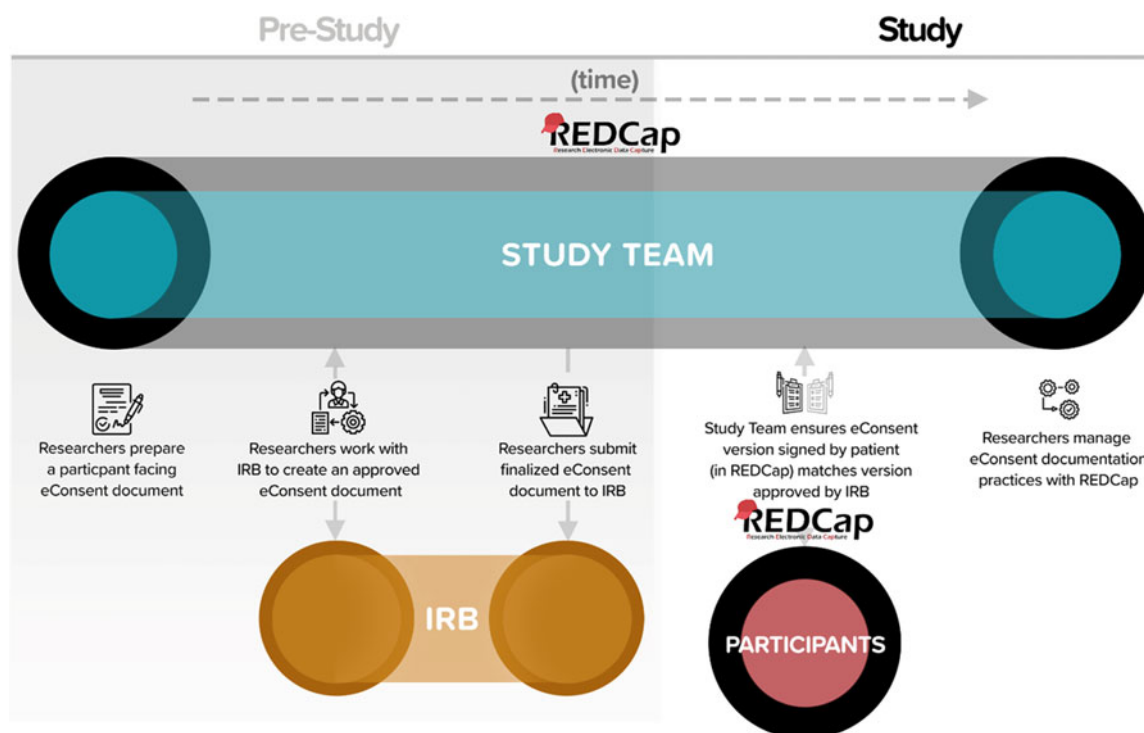 Pre-Study
Study
(time)
REDCap
Research Electronic Data Capture
STUDY TEAM
Researchers prepare
a particpant facing
eConsent document
Researchers work with
IRB to create an approved
eConsent document
Researchers submit
finalized eConsent
document to IRB
Study Team ensures eConsent
version signed by patient
(in REDCap) matches version
approved by IRB
Researchers manage
eConsent documentation
practices with REDCap
REDCap
Research Electronic Data Capture
IRB
PARTICIPANTS